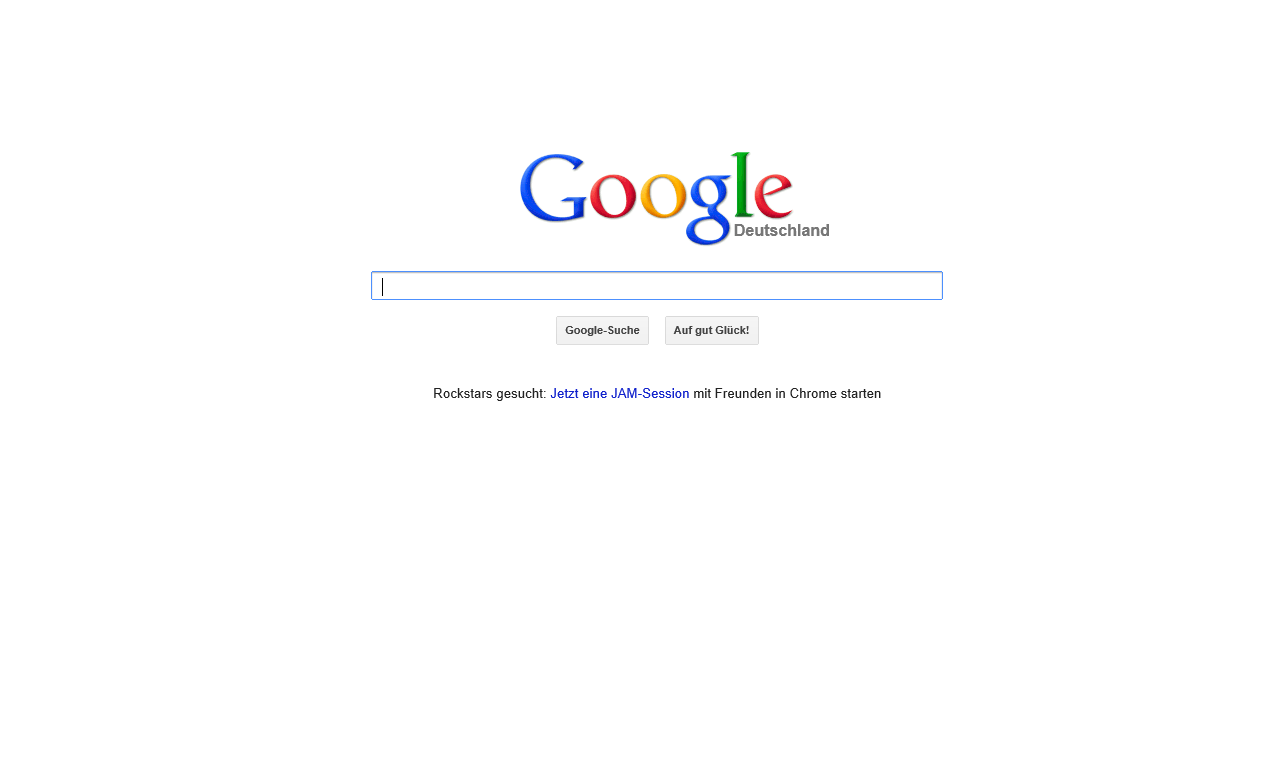 Google
Deutschland
Google-Suche Auf gut Glück!
Rockstars gesucht: Jetzt eine JAM-Session mit Freunden in Chrome starten